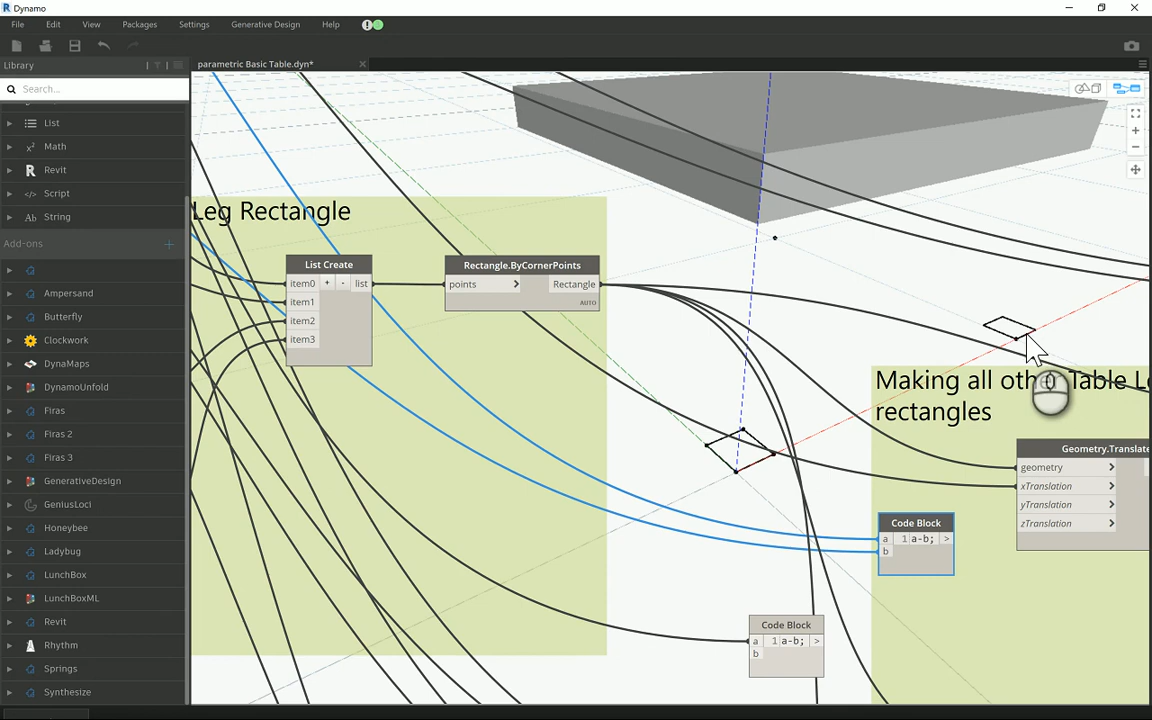 Dynamo
File Edit View Packages Settings Generative Design Help
Library
parametric Basic Table.dyn*
Search...
List
Math
Revit
Script
String
Add-ons
Ampersand
Butterfly
Clockwork
DynaMaps
DynamoUnfold
Firas
Firas 2
Firas 3
GenerativeDesign
GeniusLoci
Honeybee
Ladybug
LunchBox
LunchBoxML
Revit
Rhythm
Springs
Synthesize
Leg Rectangle
List Create
item0 + - list
item1
item2
item3
Rectangle.ByCornerPoints
points > Rectangle
AUTO
Making all other Table L
rectangles
Geometry.Translate
geometry >
xTranslation >
yTranslation >
zTranslation >
Code Block
a 1 a-b; >
b
Code Block
a 1 a-b; >
b